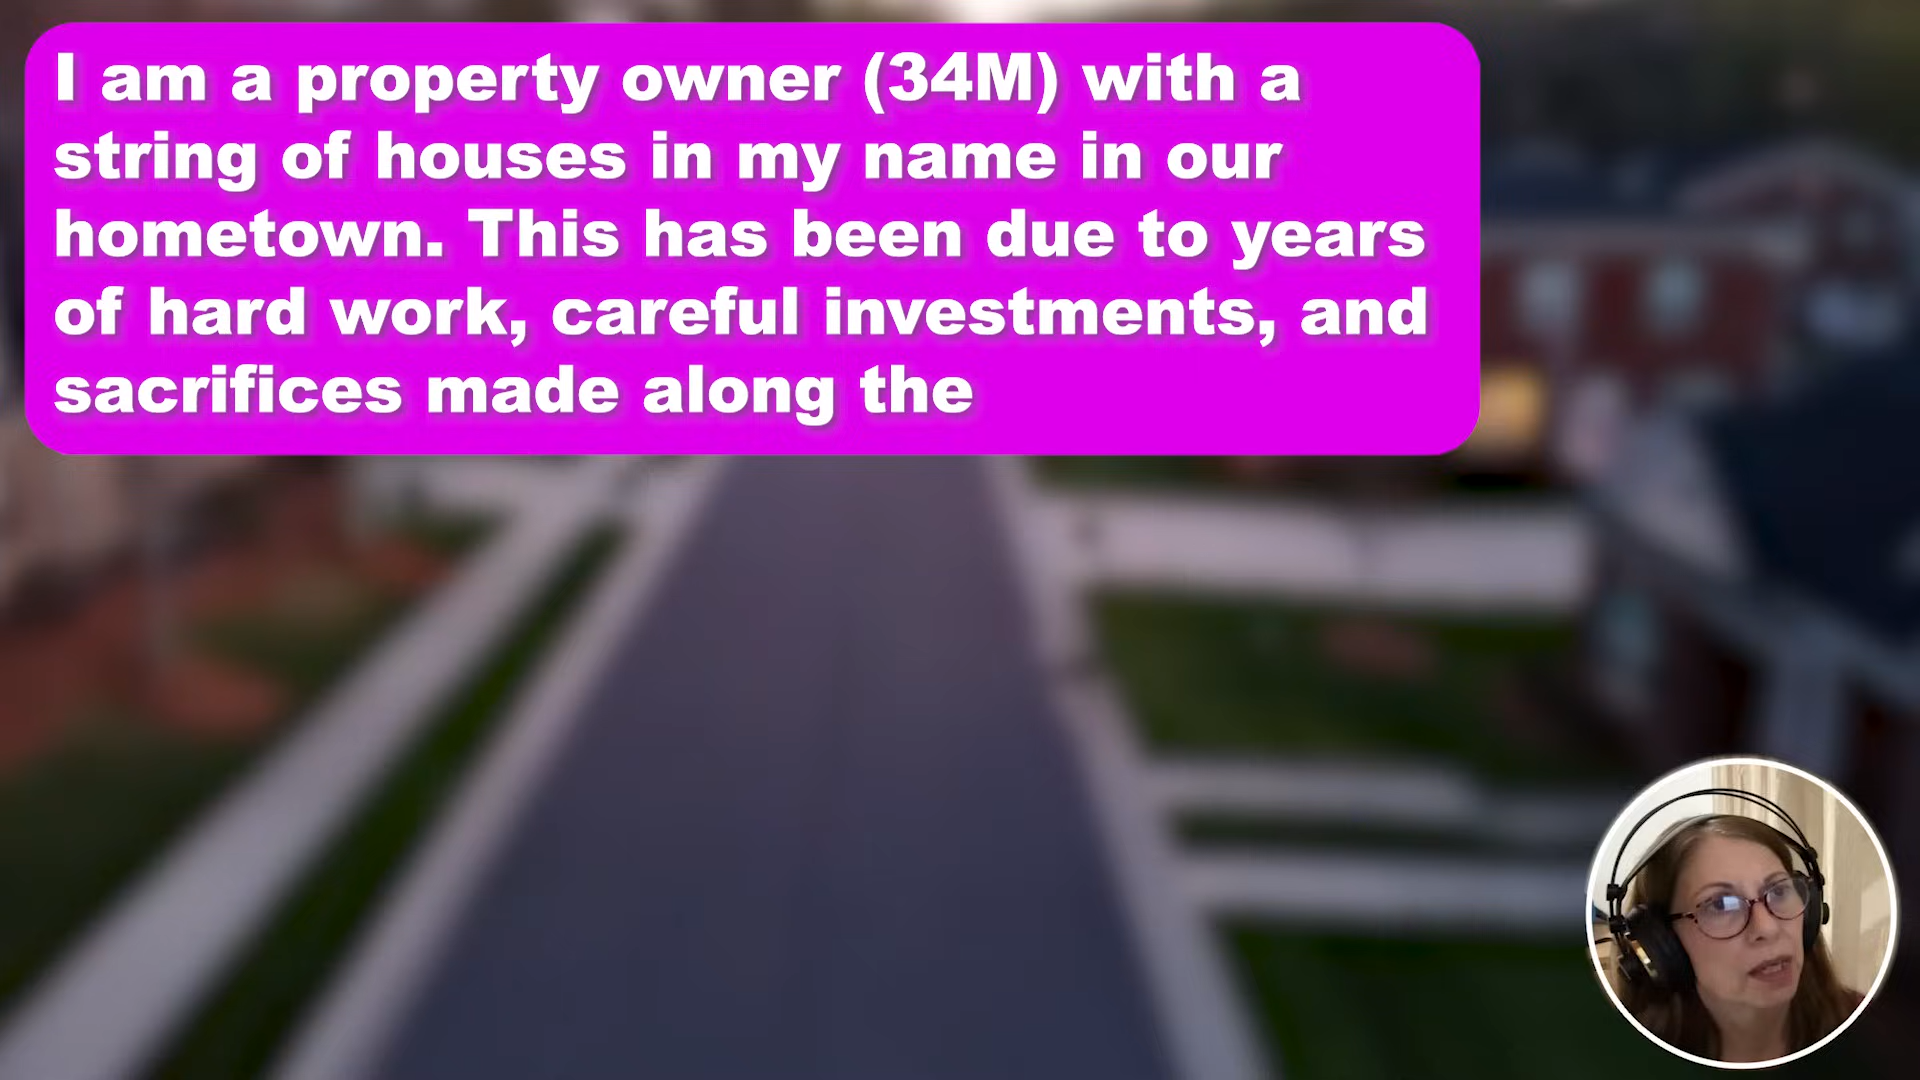 I am a property owner (34M) with a
string of houses in my name in our
hometown. This has been due to years
of hard work, careful investments, and
sacrifices made along the